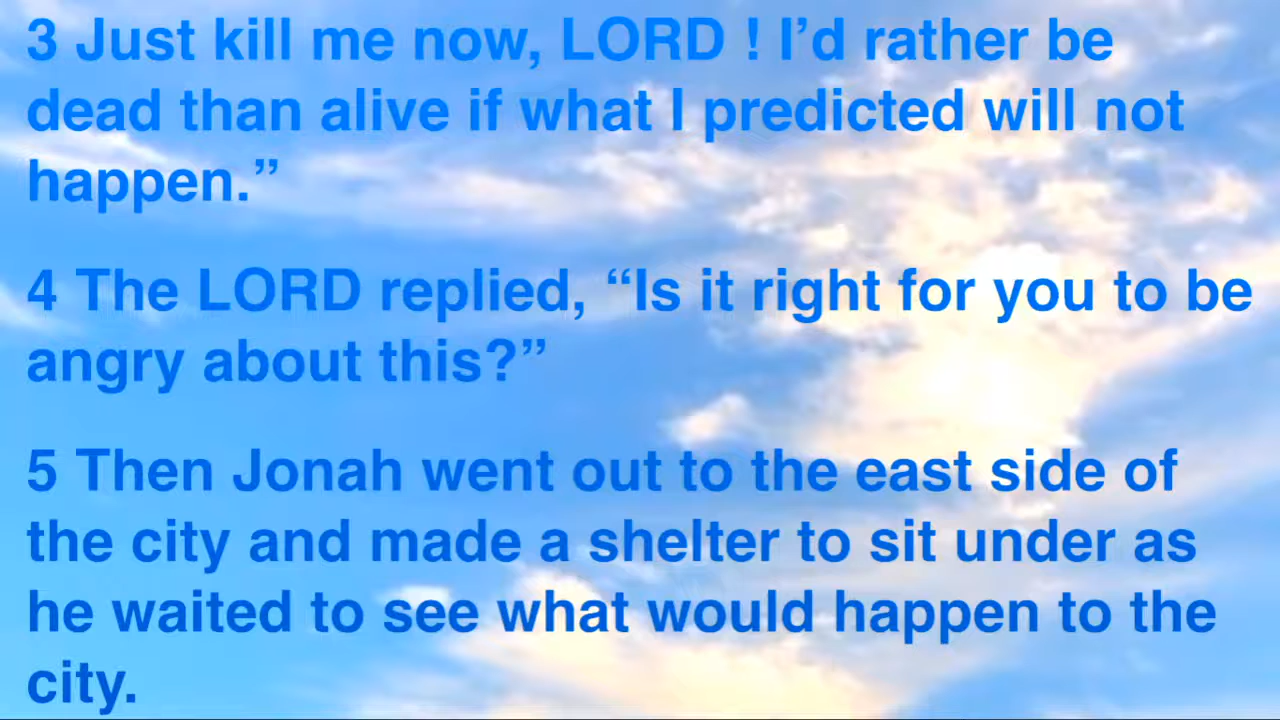 3 Just kill me now, LORD ! I’d rather be
dead than alive if what I predicted will not
happen.”
4 The LORD replied, “Is it right for you to be
angry about this?”
5 Then Jonah went out to the east side of
the city and made a shelter to sit under as
he waited to see what would happen to the
city.